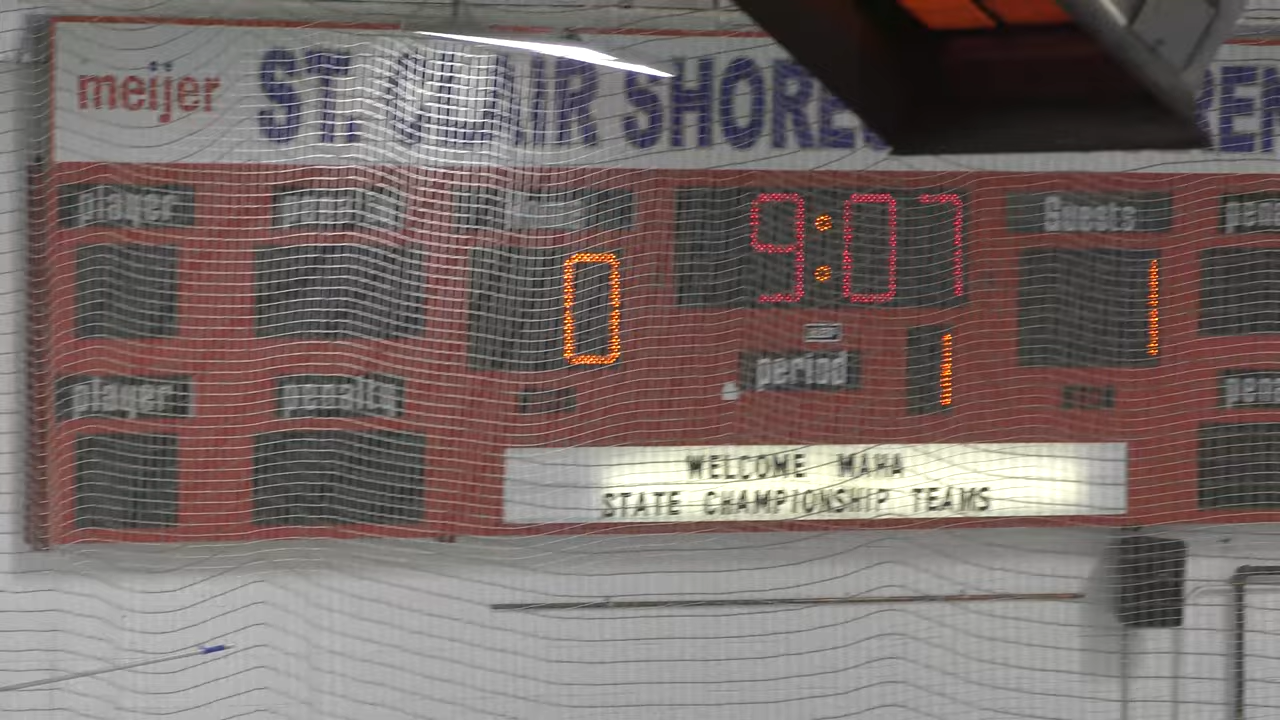 meijer ST. CLAIR SHORES
player penalty Home 9:07 Guests
0 1
period 1
player penalty
WELCOME MAHA
STATE CHAMPIONSHIP TEAMS